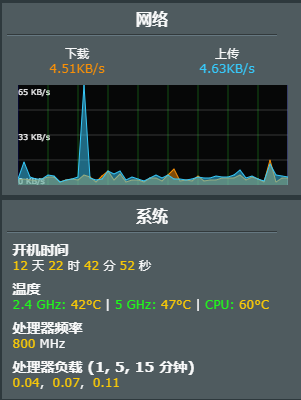 网络
下载 上传
4.51KB/s 4.63KB/s
65 KB/s
33 KB/s
0 KB/s
系统
开机时间
12 天 22 时 42 分 52 秒
温度
2.4 GHz: 42°C | 5 GHz: 47°C | CPU: 60°C
处理器频率
800 MHz
处理器负载 (1, 5, 15 分钟)
0.04, 0.07, 0.11